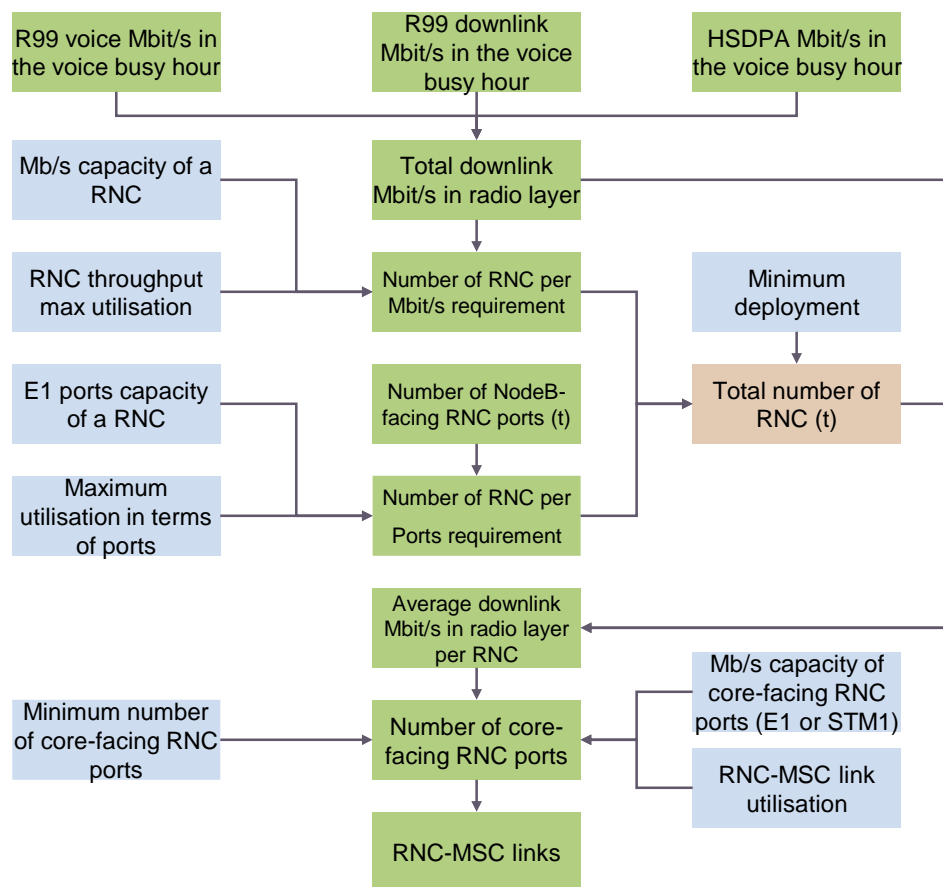 R99 voice Mbit/s in
the voice busy hour
R99 downlink
Mbit/s in the voice
busy hour
HSDPA Mbit/s in
the voice busy hour
Mb/s capacity of a
RNC
Total downlink
Mbit/s in radio layer
RNC throughput
max utilisation
Number of RNC per
Mbit/s requirement
Minimum
deployment
E1 ports capacity
of a RNC
Number of NodeB-
facing RNC ports (t)
Total number of
RNC (t)
Maximum
utilisation in terms
of ports
Number of RNC per
Ports requirement
Average downlink
Mbit/s in radio layer
per RNC
Mb/s capacity of
core-facing RNC
ports (E1 or STM1)
Minimum number
of core-facing RNC
ports
Number of core-
facing RNC ports
RNC-MSC link
utilisation
RNC-MSC links